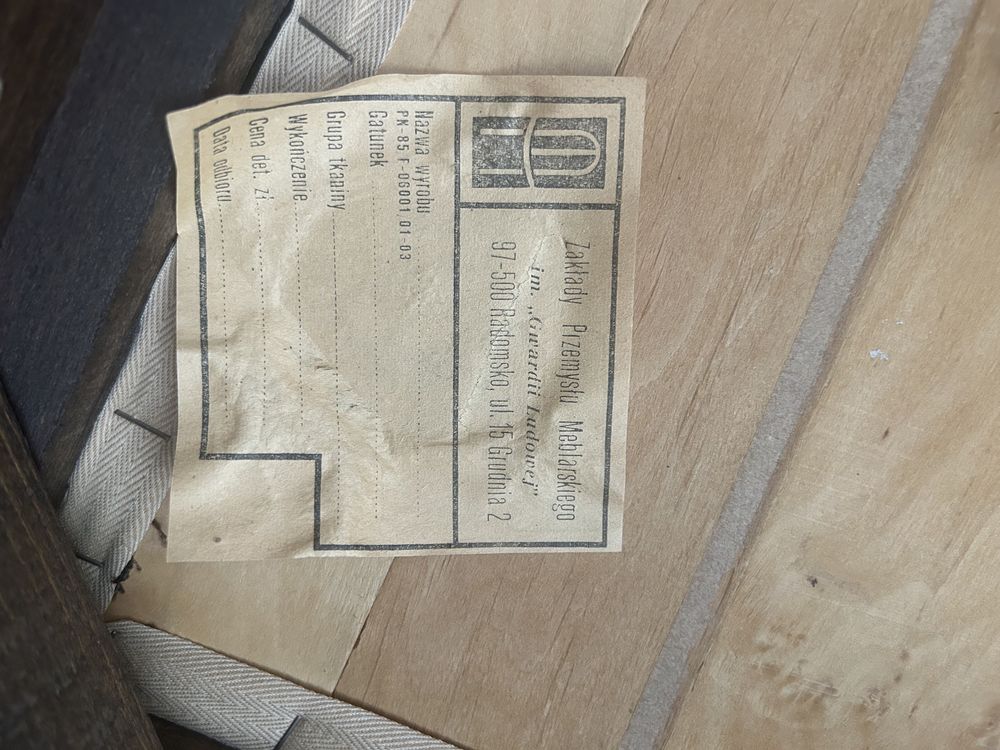 Zakłady Przemysłu Meblarskiego
im. „Gwardii Ludowej"
97-500 Radomsko, ul. 15 Grudnia 2
Nazwa wyrobu
PK-85 F-06001 01-03
Gatunek
Grupa tkaniny
Wykończenie
Cena det. zł
Data odbioru